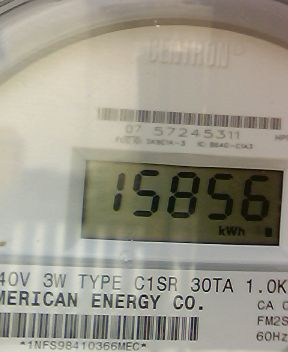 CENTRON®
07 57245311
15856
kWh
40V 3W TYPE C1SR 30TA 1.0K
MERICAN ENERGY CO.
CA
FM2S
60Hz
*1NFS98410366MEC*